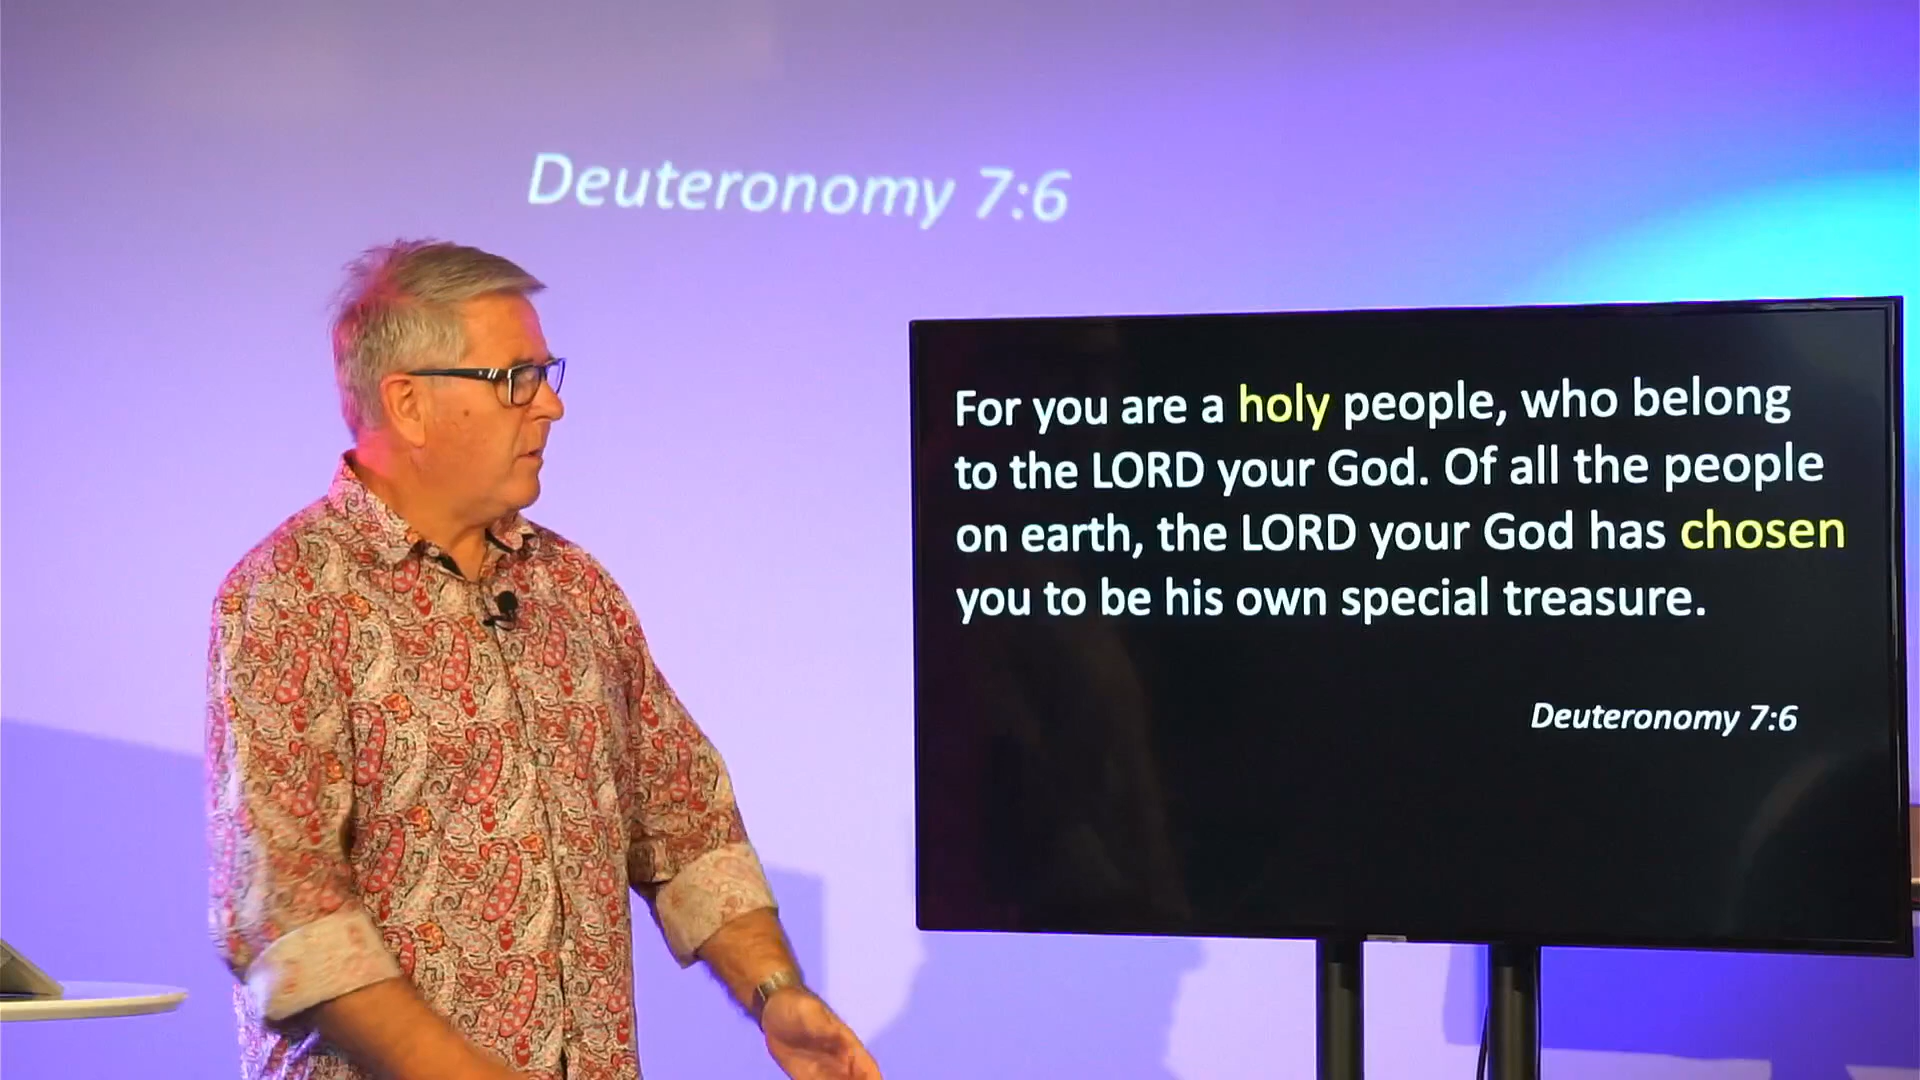 Deuteronomy 7:6
For you are a holy people, who belong
to the LORD your God. Of all the people
on earth, the LORD your God has chosen
you to be his own special treasure.
Deuteronomy 7:6